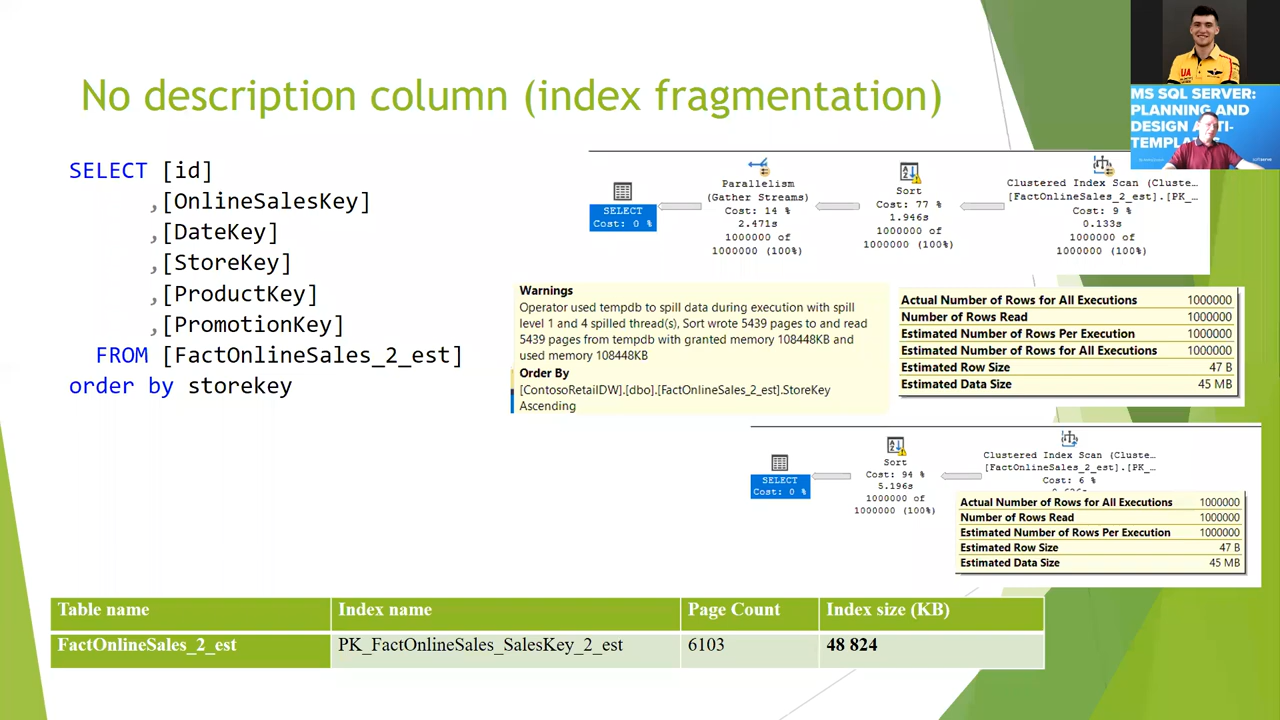 No description column (index fragmentation)
SELECT [id]
,[OnlineSalesKey]
,[DateKey]
,[StoreKey]
,[ProductKey]
,[PromotionKey]
FROM [FactOnlineSales_2_est]
order by storekey
UA
MS SQL SERVER:
PLANNING AND
DESIGN
softserve
SELECT
Cost: 0 %
Parallelism
(Gather Streams)
Cost: 14 %
2.471s
1000000 of
1000000 (100%)
Sort
Cost: 77 %
1.946s
1000000 of
1000000 (100%)
Clustered Index Scan (Cluste…
[FactOnlineSales_2_est].[PK_…
Cost: 9 %
0.133s
1000000 of
1000000 (100%)
Warnings
Operator used tempdb to spill data during execution with spill
level 1 and 4 spilled thread(s), Sort wrote 5439 pages to and read
5439 pages from tempdb with granted memory 108448KB and
used memory 108448KB
Order By
[ContosoRetailDW].[dbo].[FactOnlineSales_2_est].StoreKey
Ascending
Actual Number of Rows for All Executions 1000000
Number of Rows Read 1000000
Estimated Number of Rows Per Execution 1000000
Estimated Number of Rows for All Executions 1000000
Estimated Row Size 47 B
Estimated Data Size 45 MB
SELECT
Cost: 0 %
Sort
Cost: 94 %
5.196s
1000000 of
1000000 (100%)
Clustered Index Scan (Cluste…
[FactOnlineSales_2_est].[PK_…
Cost: 6 %
Actual Number of Rows for All Executions 1000000
Number of Rows Read 1000000
Estimated Number of Rows Per Execution 1000000
Estimated Row Size 47 B
Estimated Data Size 45 MB
Table name Index name Page Count Index size (KB)
FactOnlineSales_2_est PK_FactOnlineSales_SalesKey_2_est 6103 48 824